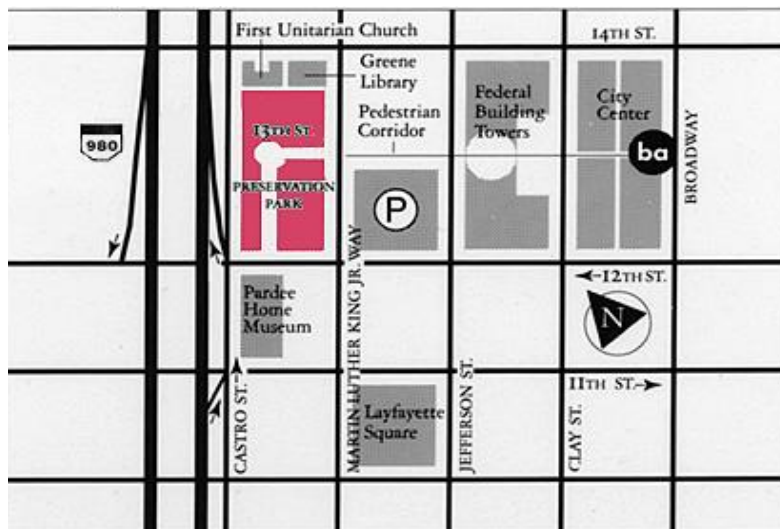 First Unitarian Church
14TH ST.
Greene
Library
Federal
Building
Towers
City
Center
Pedestrian
Corridor
13TH ST.
980
ba
BROADWAY
PRESERVATION
PARK
P
MARTIN LUTHER KING JR. WAY
12TH ST.
Pardee
Home
Museum
N
CASTRO ST.
JEFFERSON ST.
CLAY ST.
11TH ST.
Layfayette
Square